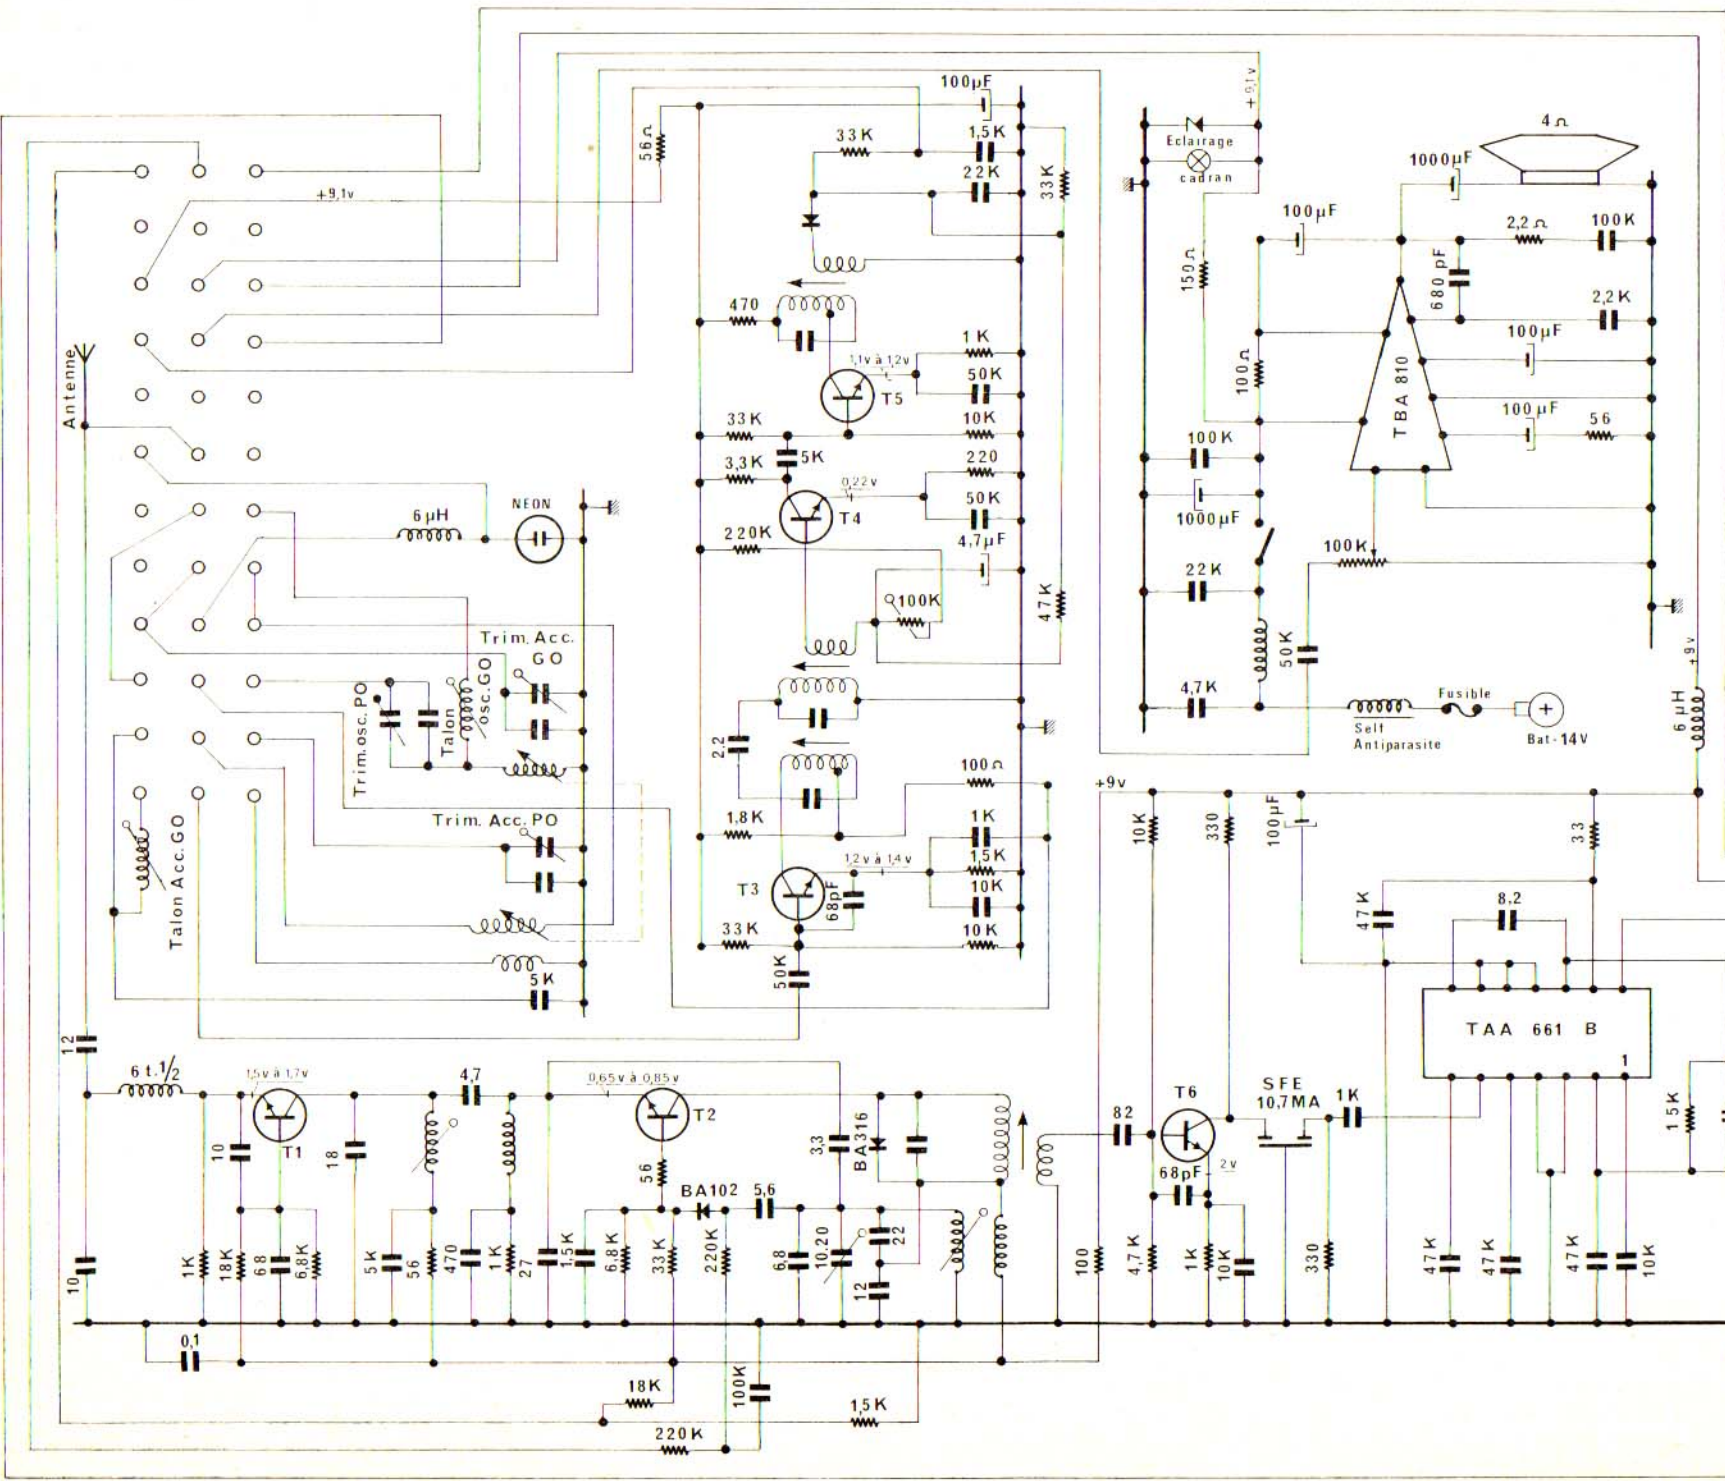 100µF
+9,1v
56Ω
33K
1,5K
22K
33K
Eclairage
cadran
4Ω
1000µF
+9,1v
100µF
2,2Ω
100K
150Ω
680 pF
470
2,2K
100µF
1K
1,1v à 1,2v
50K
T5
100Ω
TBA 810
Antenne
33K
10K
100µF
56
5K
3,3K
220
100K
0,22v
50K
T4
1000µF
6µH
NEON
220K
4,7µF
100K
22K
100K
47K
Trim. Acc.
GO
50K
+9v
Trim. osc. PO
Talon
osc. GO
4,7K
Fusible
Self
Antiparasite
Bat-14V
6µH
2,2
100Ω
+9v
Trim. Acc. PO
1,8K
1K
10K
330
100µF
33
Talon Acc. GO
1,2v à 1,4v
1,5K
T3
68pF
10K
47K
8,2
33K
10K
50K
5K
TAA 661 B
1
12
6 t. 1/2
1,5v à 1,7v
4,7
0,65v à 0,85v
T2
T1
10
18
56
3,3
BA316
82
T6
SFE
10,7MA
1K
68pF
2v
15K
BA102
5,6
10
1K
18K
68
6,8K
5K
56
470
1K
27
1,5K
6,8K
33K
220K
6,8
10,20
22
12
100
4,7K
1K
10K
330
47K
47K
47K
10K
0,1
18K
100K
1,5K
220K